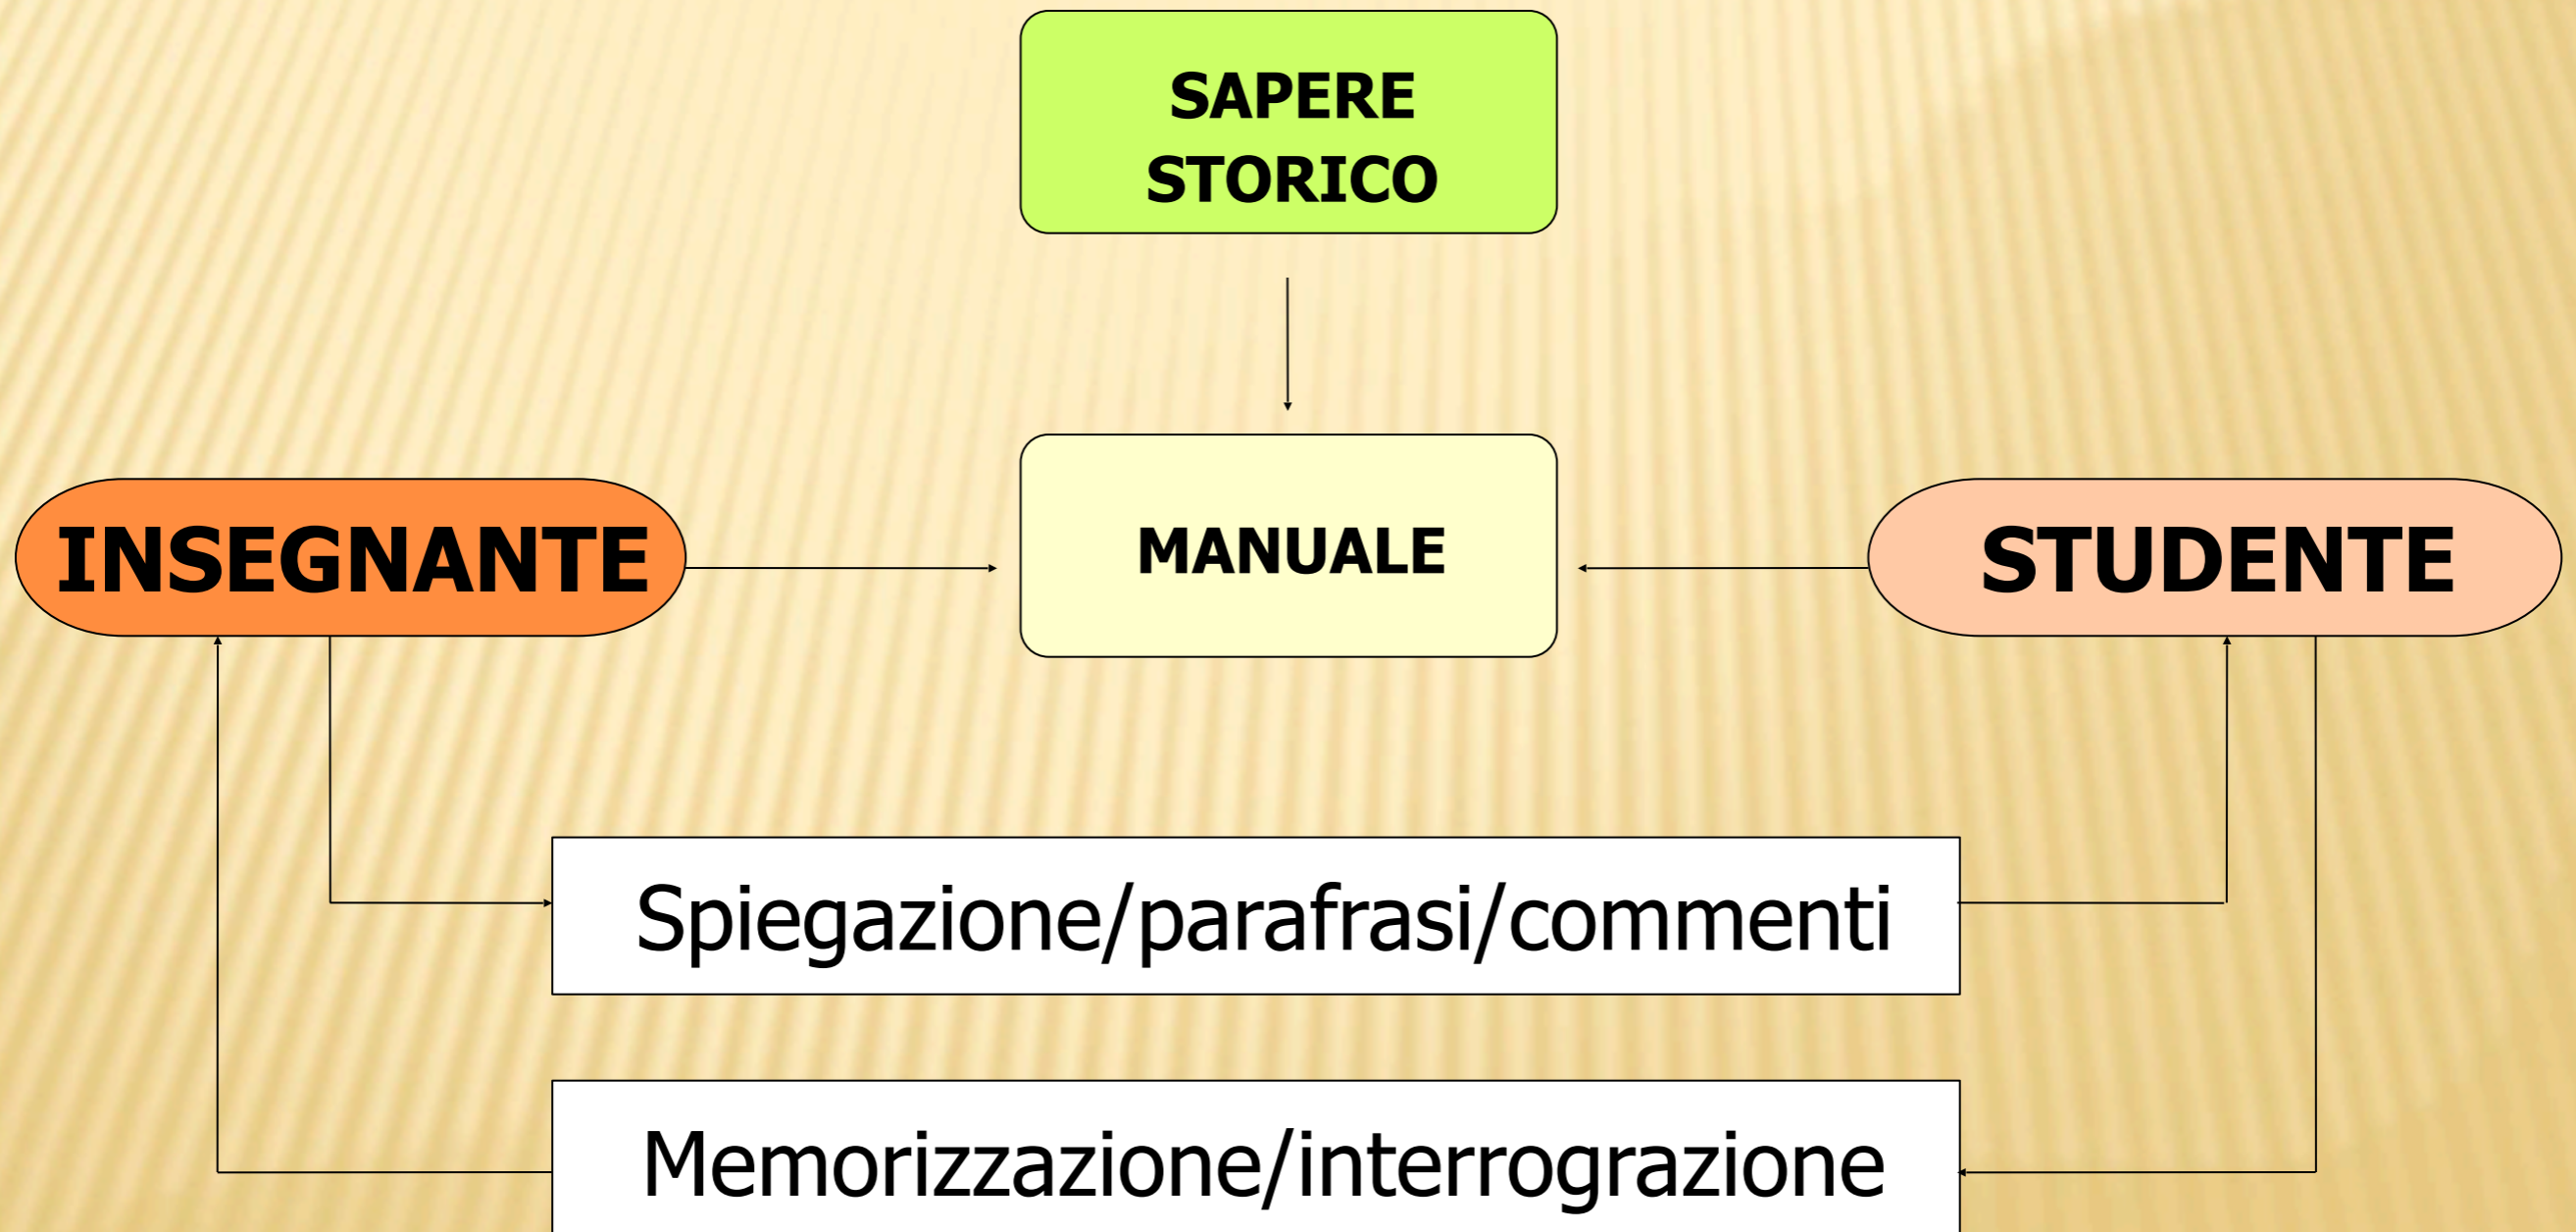 SAPERE
STORICO
INSEGNANTE
MANUALE
STUDENTE
Spiegazione/parafrasi/commenti
Memorizzazione/interrograzione